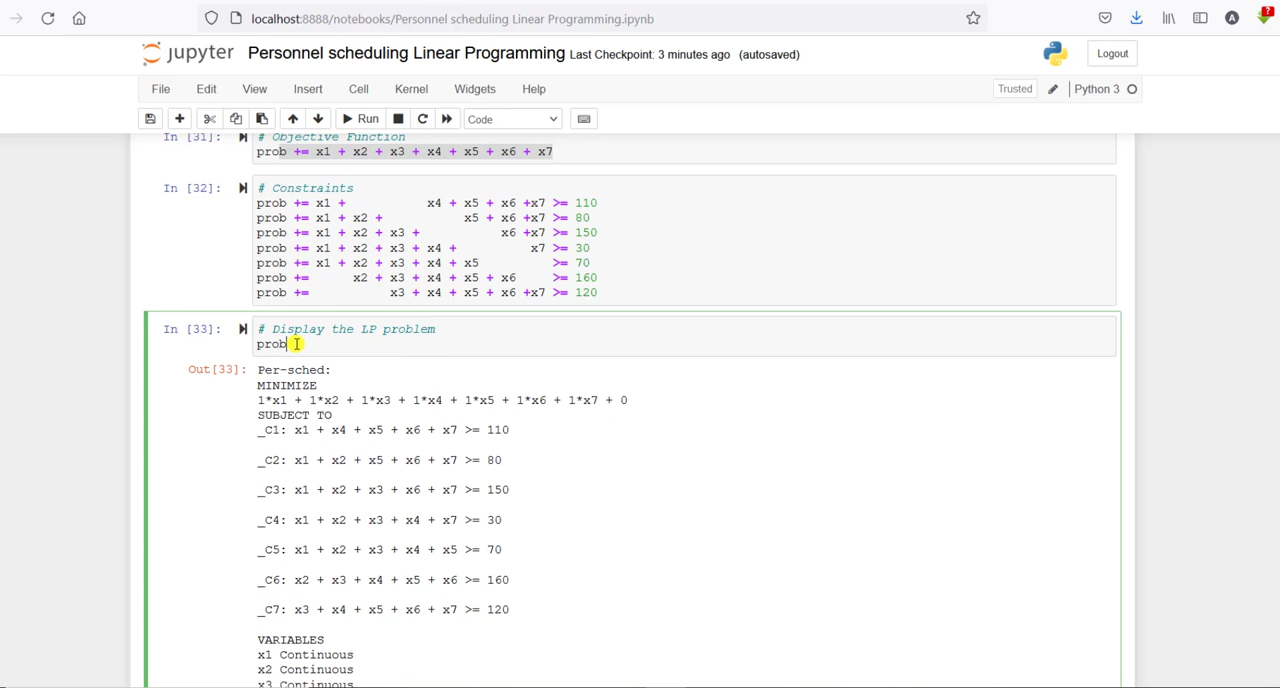 localhost:8888/notebooks/Personnel scheduling Linear Programming.ipynb
A
?
jupyter Personnel scheduling Linear Programming Last Checkpoint: 3 minutes ago (autosaved)
Logout
File Edit View Insert Cell Kernel Widgets Help
Trusted Python 3
Run Code
In [31]: # Objective Function
prob += x1 + x2 + x3 + x4 + x5 + x6 + x7
In [32]: # Constraints
prob += x1 + x4 + x5 + x6 +x7 >= 110
prob += x1 + x2 + x5 + x6 +x7 >= 80
prob += x1 + x2 + x3 + x6 +x7 >= 150
prob += x1 + x2 + x3 + x4 + x7 >= 30
prob += x1 + x2 + x3 + x4 + x5 >= 70
prob += x2 + x3 + x4 + x5 + x6 >= 160
prob += x3 + x4 + x5 + x6 +x7 >= 120
In [33]: # Display the LP problem
prob
Out[33]: Per-sched:
MINIMIZE
1*x1 + 1*x2 + 1*x3 + 1*x4 + 1*x5 + 1*x6 + 1*x7 + 0
SUBJECT TO
_C1: x1 + x4 + x5 + x6 + x7 >= 110
_C2: x1 + x2 + x5 + x6 + x7 >= 80
_C3: x1 + x2 + x3 + x6 + x7 >= 150
_C4: x1 + x2 + x3 + x4 + x7 >= 30
_C5: x1 + x2 + x3 + x4 + x5 >= 70
_C6: x2 + x3 + x4 + x5 + x6 >= 160
_C7: x3 + x4 + x5 + x6 + x7 >= 120
VARIABLES
x1 Continuous
x2 Continuous
x3 Continuous